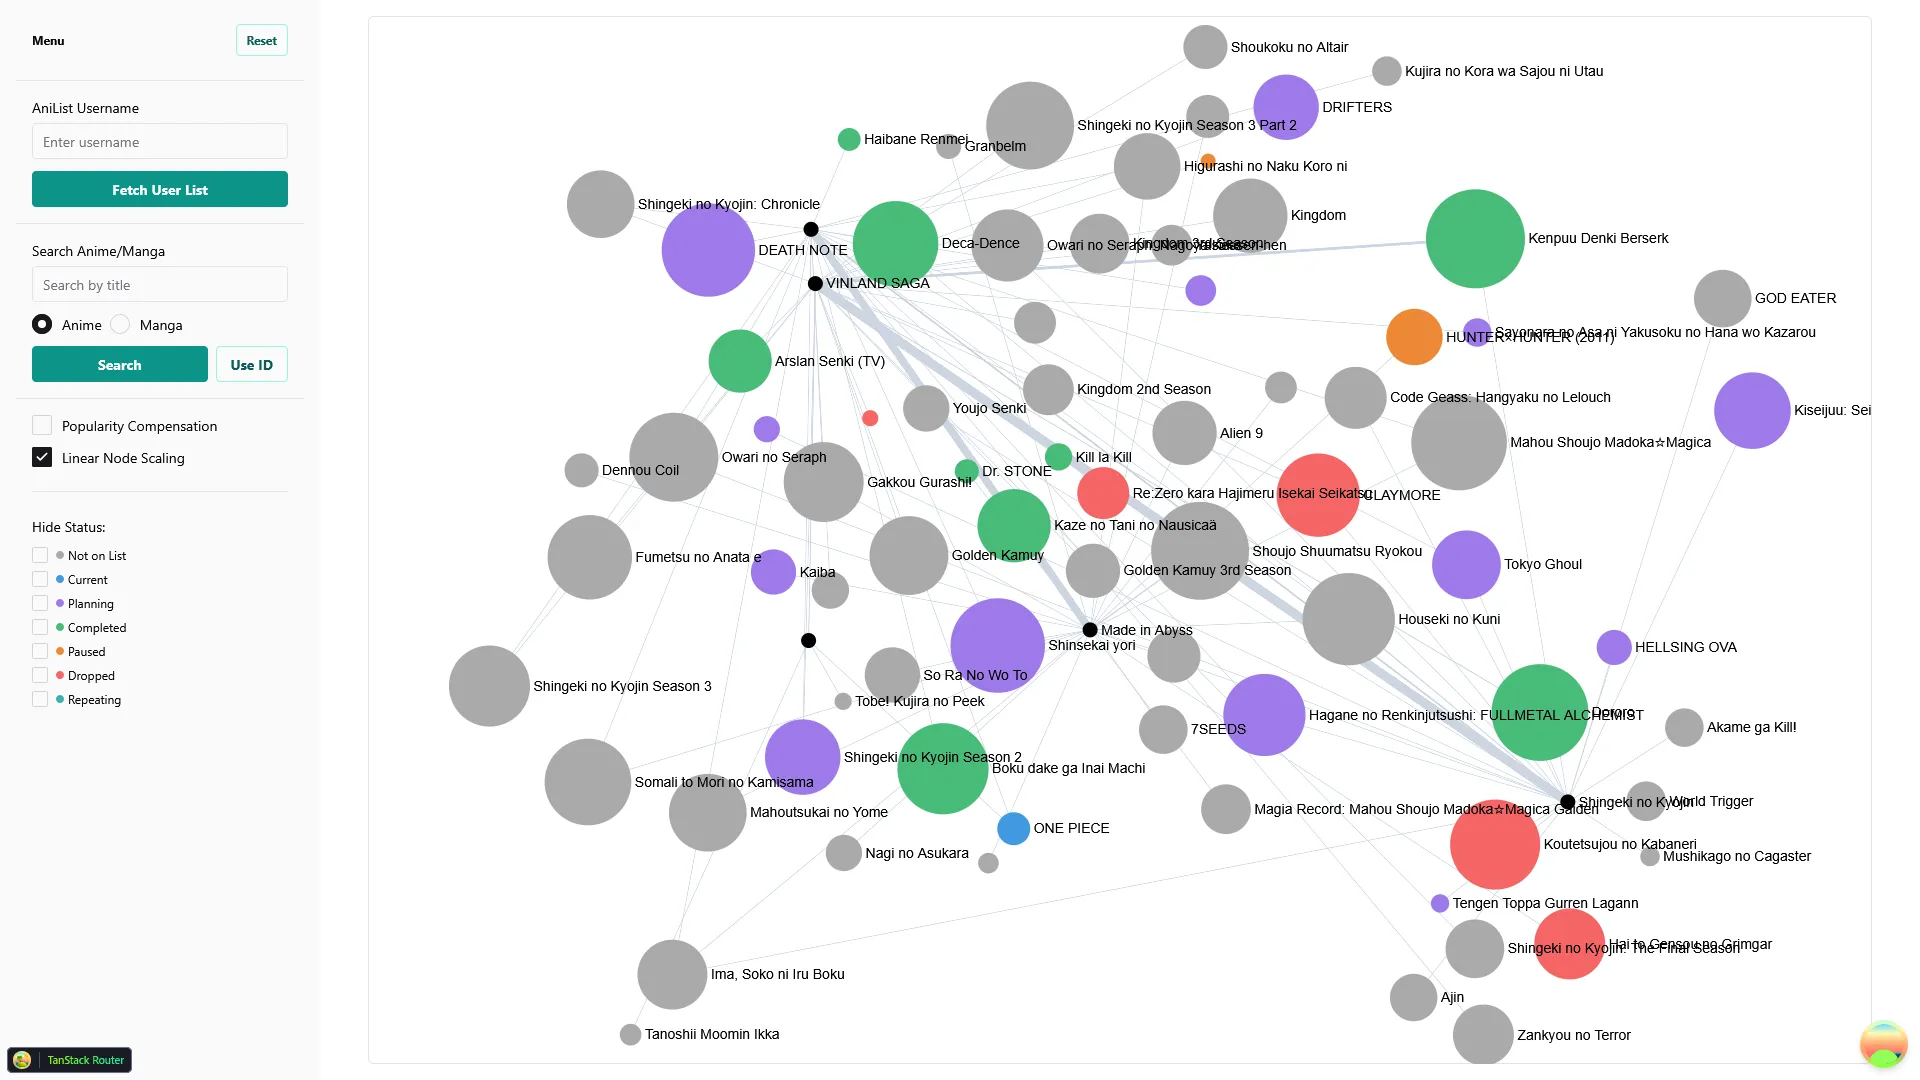 Menu
Reset
AniList Username
Enter username
Fetch User List
Search Anime/Manga
Search by title
Anime
Manga
Search
Use ID
Popularity Compensation
Linear Node Scaling
Hide Status:
Not on List
Current
Planning
Completed
Paused
Dropped
Repeating
TanStack Router
Shoukoku no Altair
Kujira no Kora wa Sajou ni Utau
DRIFTERS
Shingeki no Kyojin Season 3 Part 2
Haibane Renmei
Granbelm
Higurashi no Naku Koro ni
Shingeki no Kyojin: Chronicle
Kingdom
Kenpuu Denki Berserk
DEATH NOTE
Deca-Dence
Owari no Seraph: Nagoya Kessen-hen
Kingdom 3rd Season
VINLAND SAGA
GOD EATER
Sayonara no Asa ni Yakusoku no Hana wo Kazarou
HUNTER×HUNTER (2011)
Arslan Senki (TV)
Kingdom 2nd Season
Code Geass: Hangyaku no Lelouch
Youjo Senki
Kiseijuu: Sei
Alien 9
Mahou Shoujo Madoka☆Magica
Owari no Seraph
Kill la Kill
Dennou Coil
Dr. STONE
Gakkou Gurashi!
Re:Zero kara Hajimeru Isekai Seikatsu
CLAYMORE
Kaze no Tani no Nausicaä
Shoujo Shuumatsu Ryokou
Fumetsu no Anata e
Golden Kamuy
Tokyo Ghoul
Kaiba
Golden Kamuy 3rd Season
Houseki no Kuni
Made in Abyss
Shinsekai yori
HELLSING OVA
So Ra No Wo To
Shingeki no Kyojin Season 3
Tobe! Kujira no Peek
Dororo
Hagane no Renkinjutsushi: FULLMETAL ALCHEMIST
7SEEDS
Akame ga Kill!
Shingeki no Kyojin Season 2
Boku dake ga Inai Machi
Somali to Mori no Kamisama
Shingeki no Kyojin
World Trigger
Magia Record: Mahou Shoujo Madoka☆Magica Gaiden
Mahoutsukai no Yome
ONE PIECE
Koutetsujou no Kabaneri
Nagi no Asukara
Mushikago no Cagaster
Tengen Toppa Gurren Lagann
Hai to Gensou no Grimgar
Shingeki no Kyojin: The Final Season
Ima, Soko ni Iru Boku
Ajin
Tanoshii Moomin Ikka
Zankyou no Terror